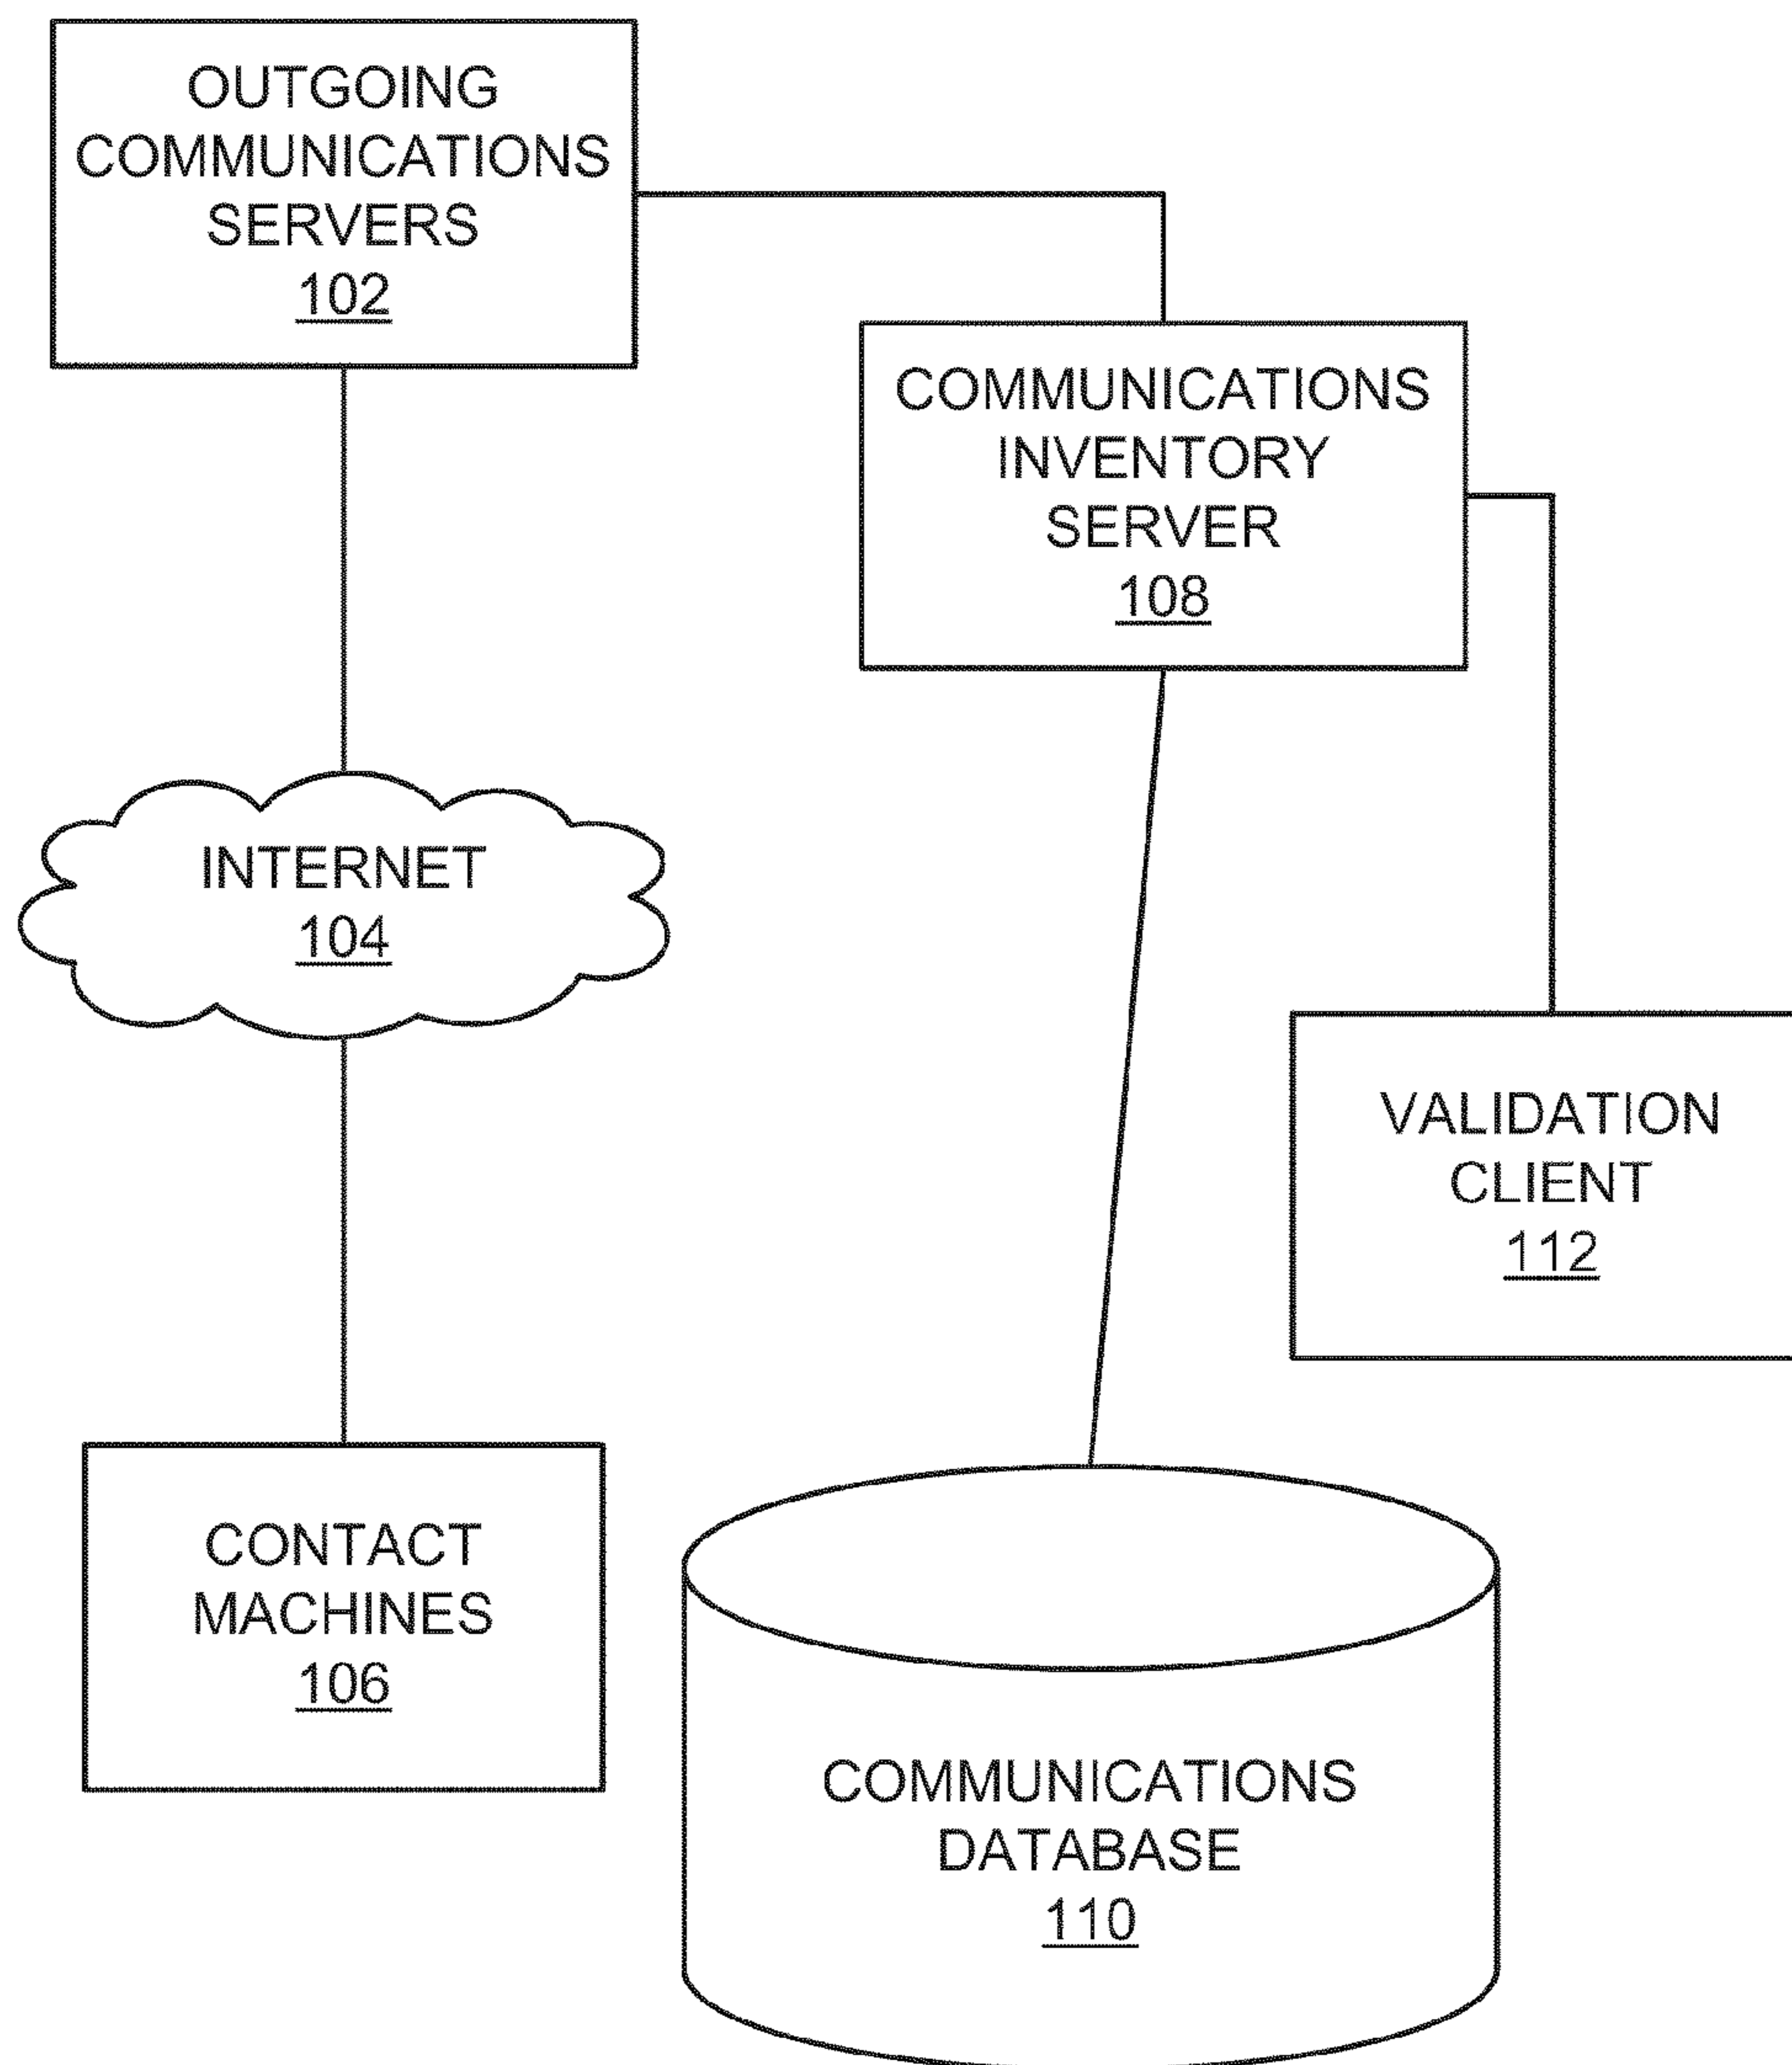 OUTGOING
COMMUNICATIONS
SERVERS
102
COMMUNICATIONS
INVENTORY
SERVER
108
INTERNET
104
VALIDATION
CLIENT
112
CONTACT
MACHINES
106
COMMUNICATIONS
DATABASE
110